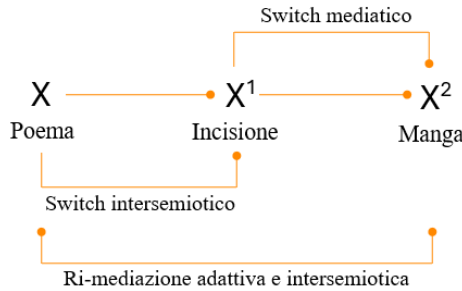 Switch mediatico
X X¹ X²
Poema Incisione Manga
Switch intersemiotico
Ri-mediazione adattiva e intersemiotica